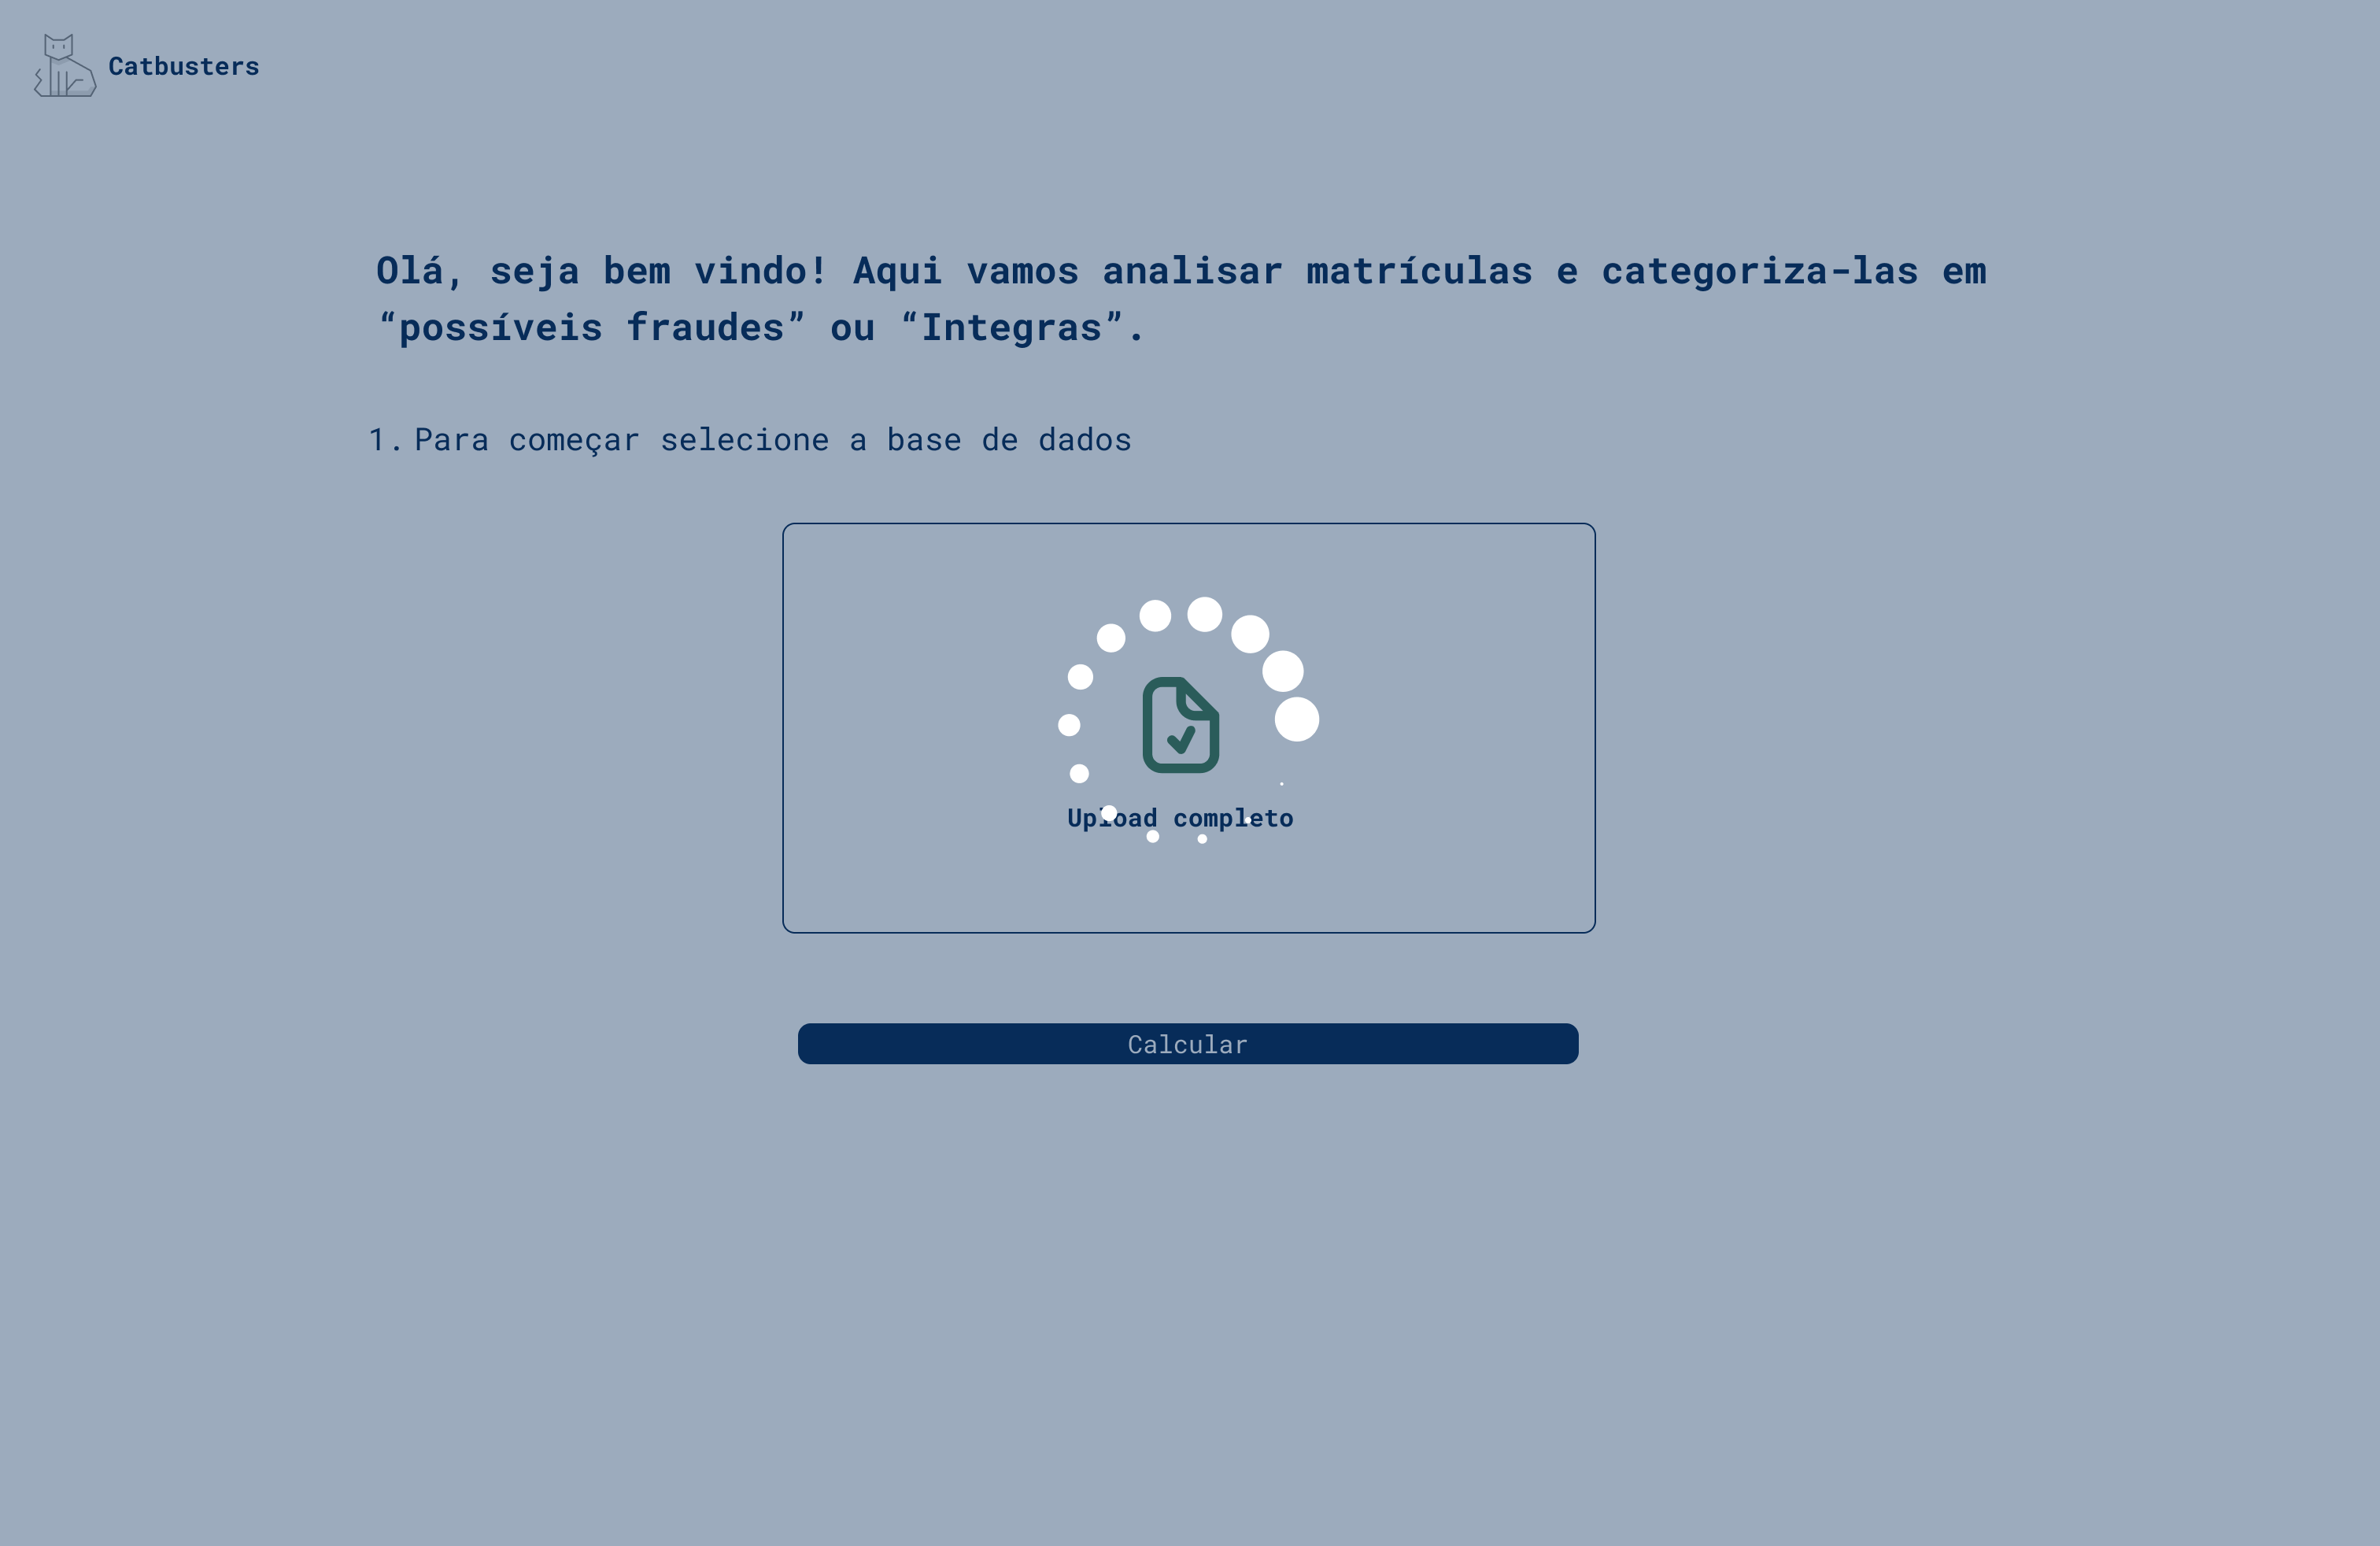 Catbusters
Olá, seja bem vindo! Aqui vamos analisar matrículas e categoriza-las em
“possíveis fraudes” ou “Integras”.
1. Para começar selecione a base de dados
Upload completo
Calcular